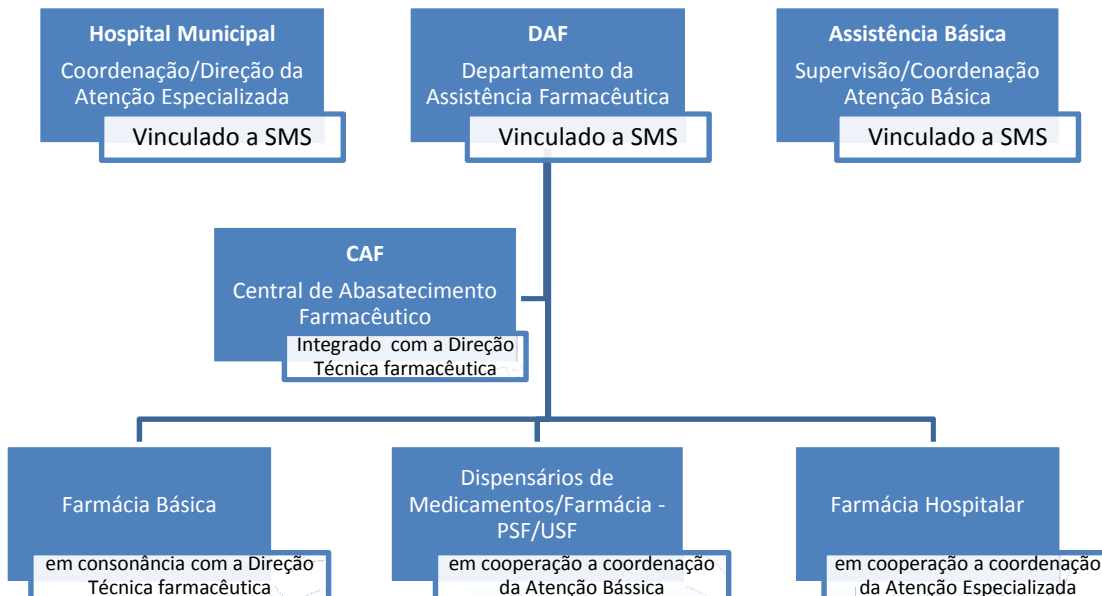 Hospital Municipal
Coordenação/Direção da
Atenção Especializada
Vinculado a SMS
DAF
Departamento da
Assistência Farmacêutica
Vinculado a SMS
Assistência Básica
Supervisão/Coordenação
Atenção Básica
Vinculado a SMS
CAF
Central de Abasatecimento
Farmacêutico
Integrado com a Direção
Técnica farmacêutica
Farmácia Básica
em consonância com a Direção
Técnica farmacêutica
Dispensários de
Medicamentos/Farmácia -
PSF/USF
em cooperação a coordenação
da Atenção Bássica
Farmácia Hospitalar
em cooperação a coordenação
da Atenção Especializada